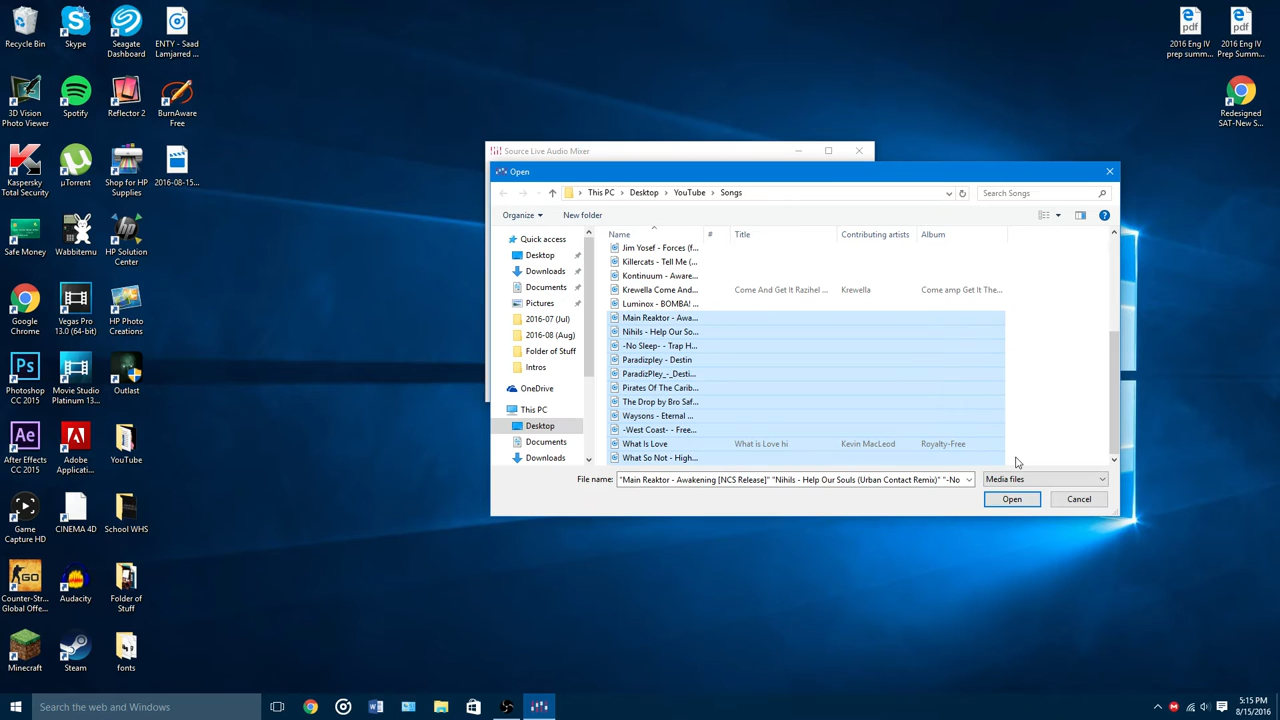 Recycle Bin
Skype
Seagate
Dashboard
ENTY - Saad
Lamjarred ...
2016 Eng IV
prep summ...
2016 Eng IV
Prep Summ...
3D Vision
Photo Viewer
Spotify
Reflector 2
BurnAware
Free
Redesigned
SAT-New S...
Kaspersky
Total Security
µTorrent
Shop for HP
Supplies
2016-08-15...
Safe Money
Wabbitemu
HP Solution
Center
Google
Chrome
Vegas Pro
13.0 (64-bit)
HP Photo
Creations
Photoshop
CC 2015
Movie Studio
Platinum 13...
Outlast
After Effects
CC 2015
Adobe
Applicati...
YouTube
Game
Capture HD
CINEMA 4D
School WHS
Counter-Str...
Global Offe...
Audacity
Folder of
Stuff
Minecraft
Steam
fonts
Source Live Audio Mixer
Open
This PC > Desktop > YouTube > Songs
Search Songs
Organize
New folder
Quick access
Desktop
Downloads
Documents
Pictures
2016-07 (Jul)
2016-08 (Aug)
Folder of Stuff
Intros
OneDrive
This PC
Desktop
Documents
Downloads
Name # Title Contributing artists Album
Jim Yosef - Forces (f...
Killercats - Tell Me (...
Kontinuum - Aware...
Krewella Come And... Come And Get It Razihel ... Krewella Come amp Get It The...
Luminox - BOMBA! ...
Main Reaktor - Awa...
Nihils - Help Our So...
-No Sleep- - Trap H...
Paradizpley - Destin
ParadizPley_-_Desti...
Pirates Of The Carib...
The Drop by Bro Saf...
Waysons - Eternal ...
-West Coast- - Free...
What Is Love What is Love hi Kevin MacLeod Royalty-Free
What So Not - High...
File name: "Main Reaktor - Awakening [NCS Release]" "Nihils - Help Our Souls (Urban Contact Remix)" "-No
Media files
Open
Cancel
Search the web and Windows
5:15 PM
8/15/2016